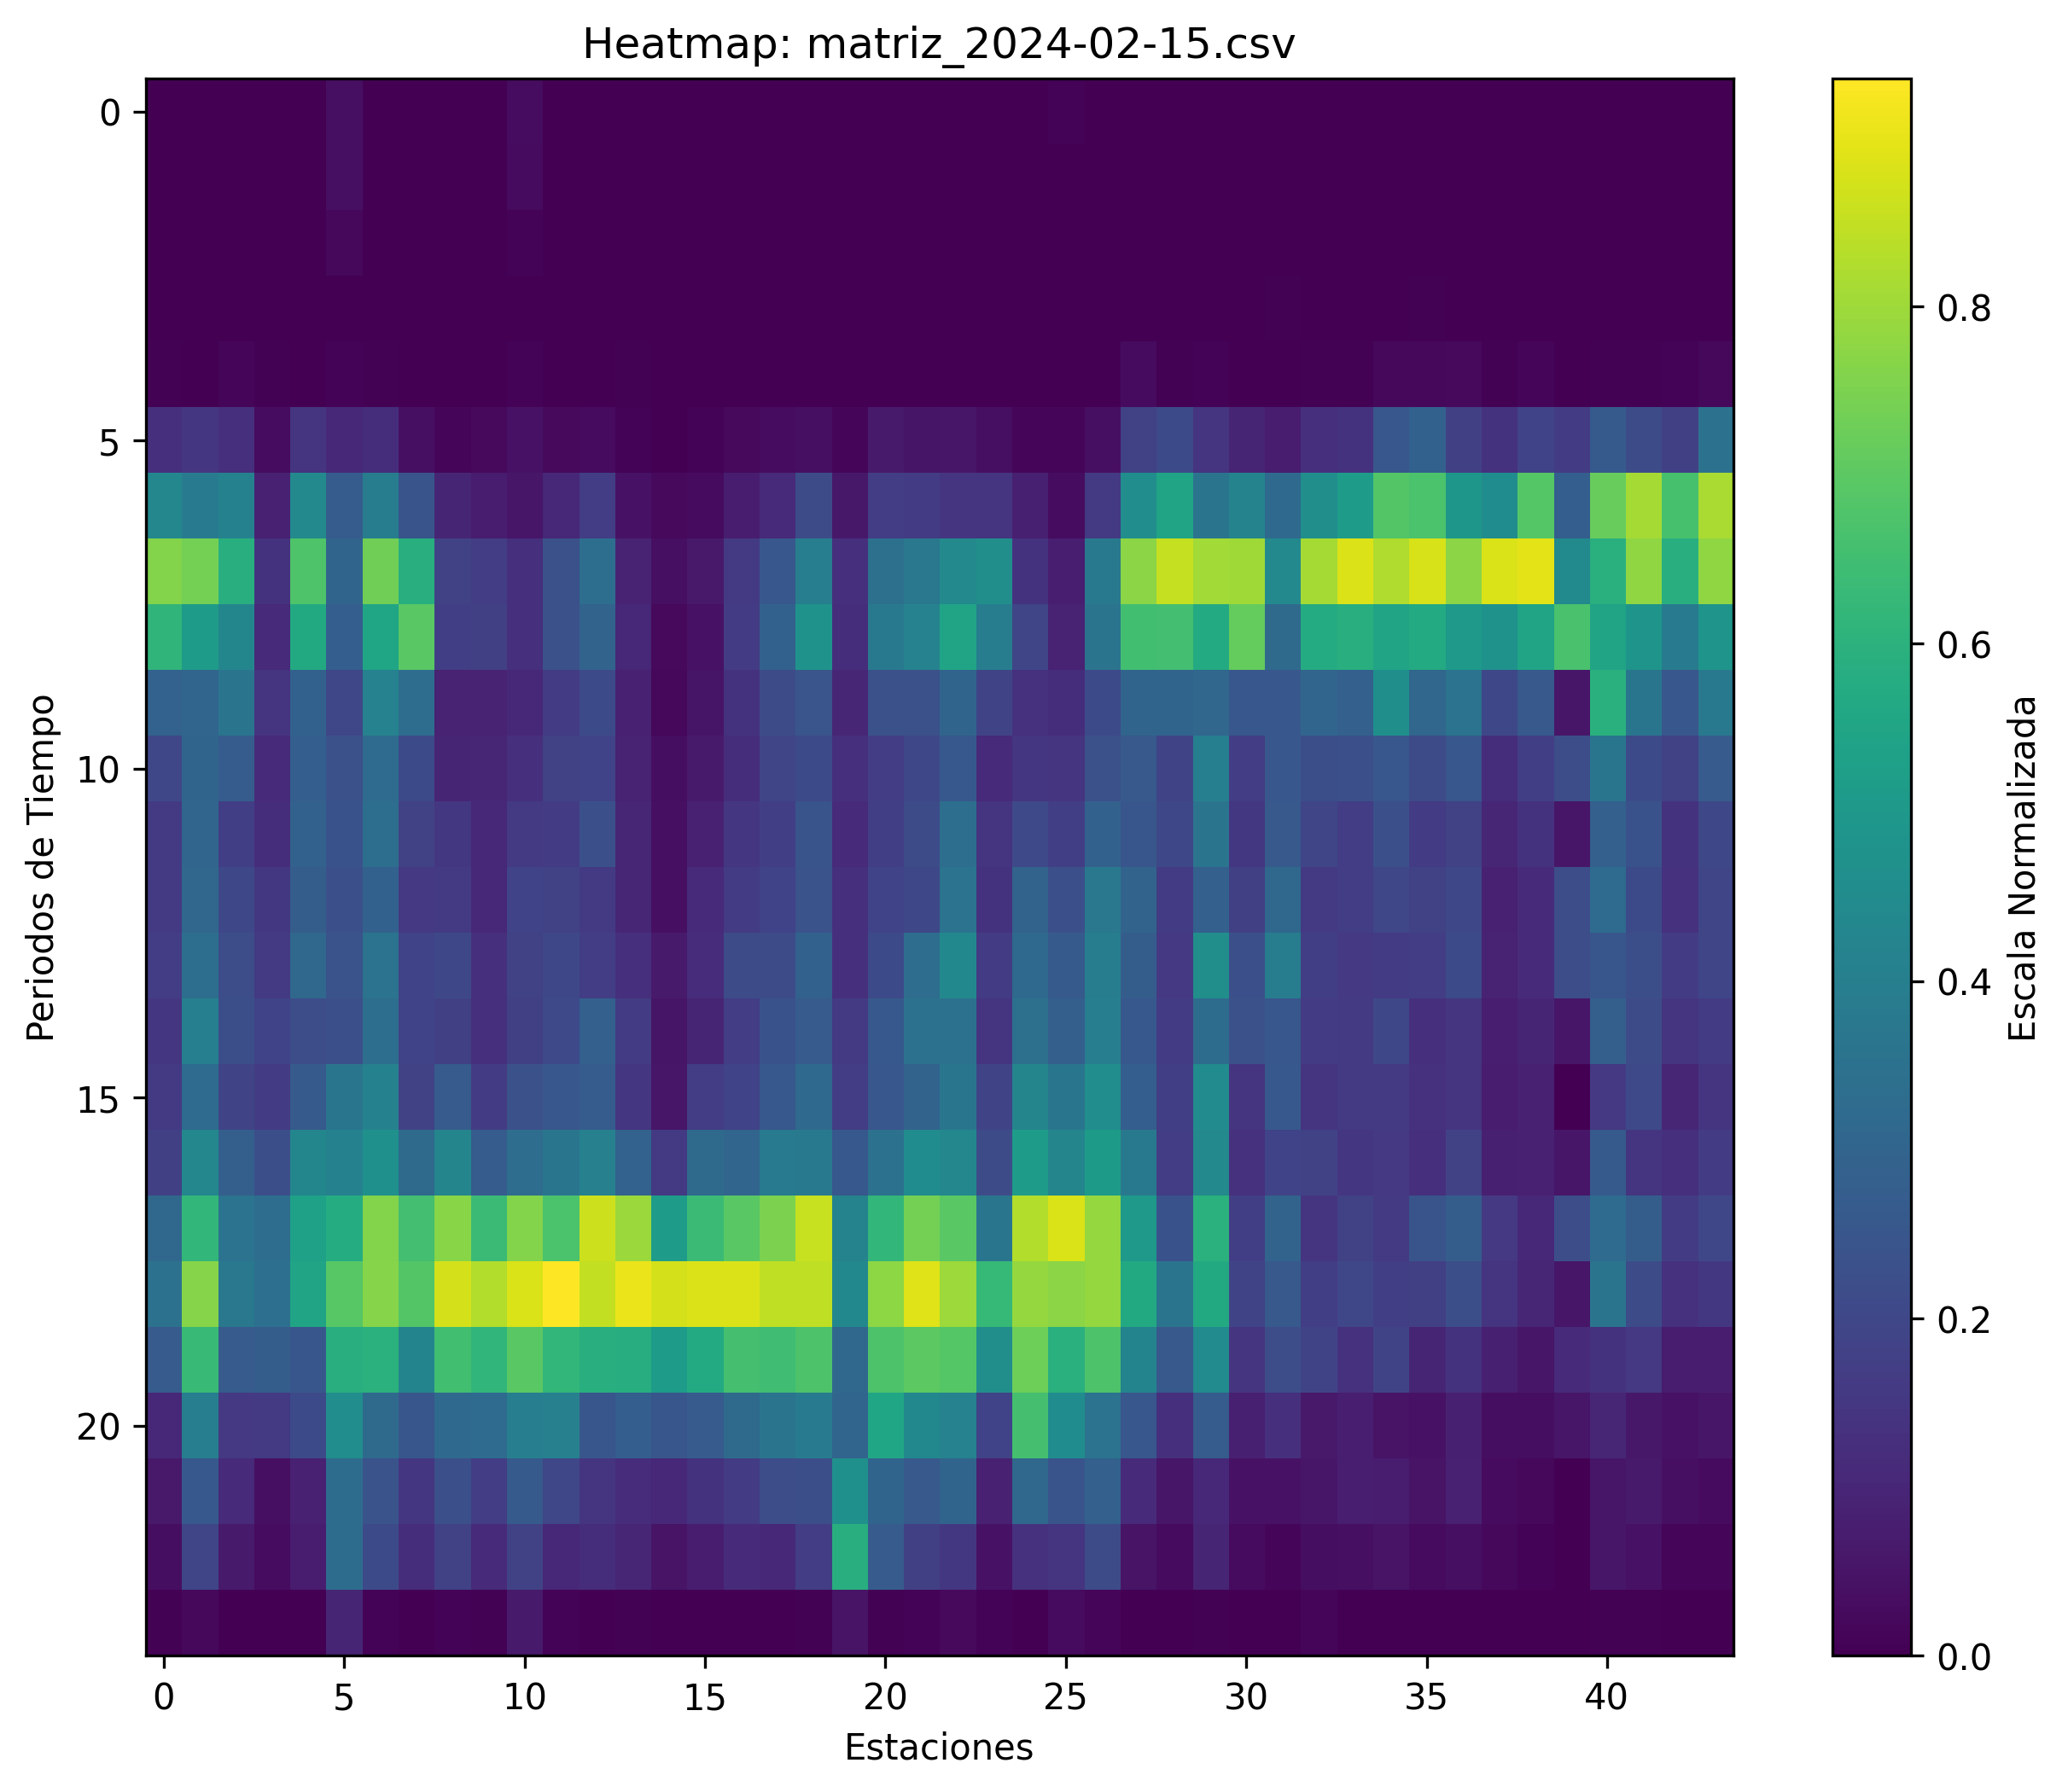 Heatmap: matriz_2024-02-15.csv
Periodos de Tiempo
0
5
10
15
20
0 5 10 15 20 25 30 35 40
Estaciones
0.8
0.6
0.4
0.2
0.0
Escala Normalizada